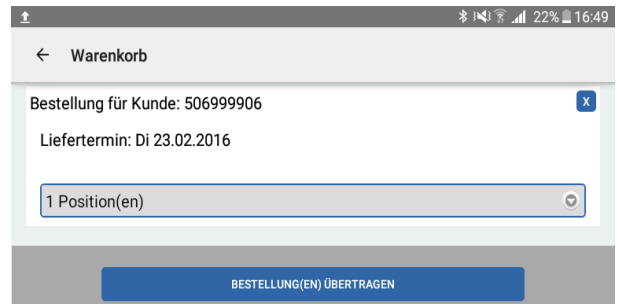 22% 16:49
Warenkorb
Bestellung für Kunde: 506999906
X
Liefertermin: Di 23.02.2016
1 Position(en)
BESTELLUNG(EN) ÜBERTRAGEN